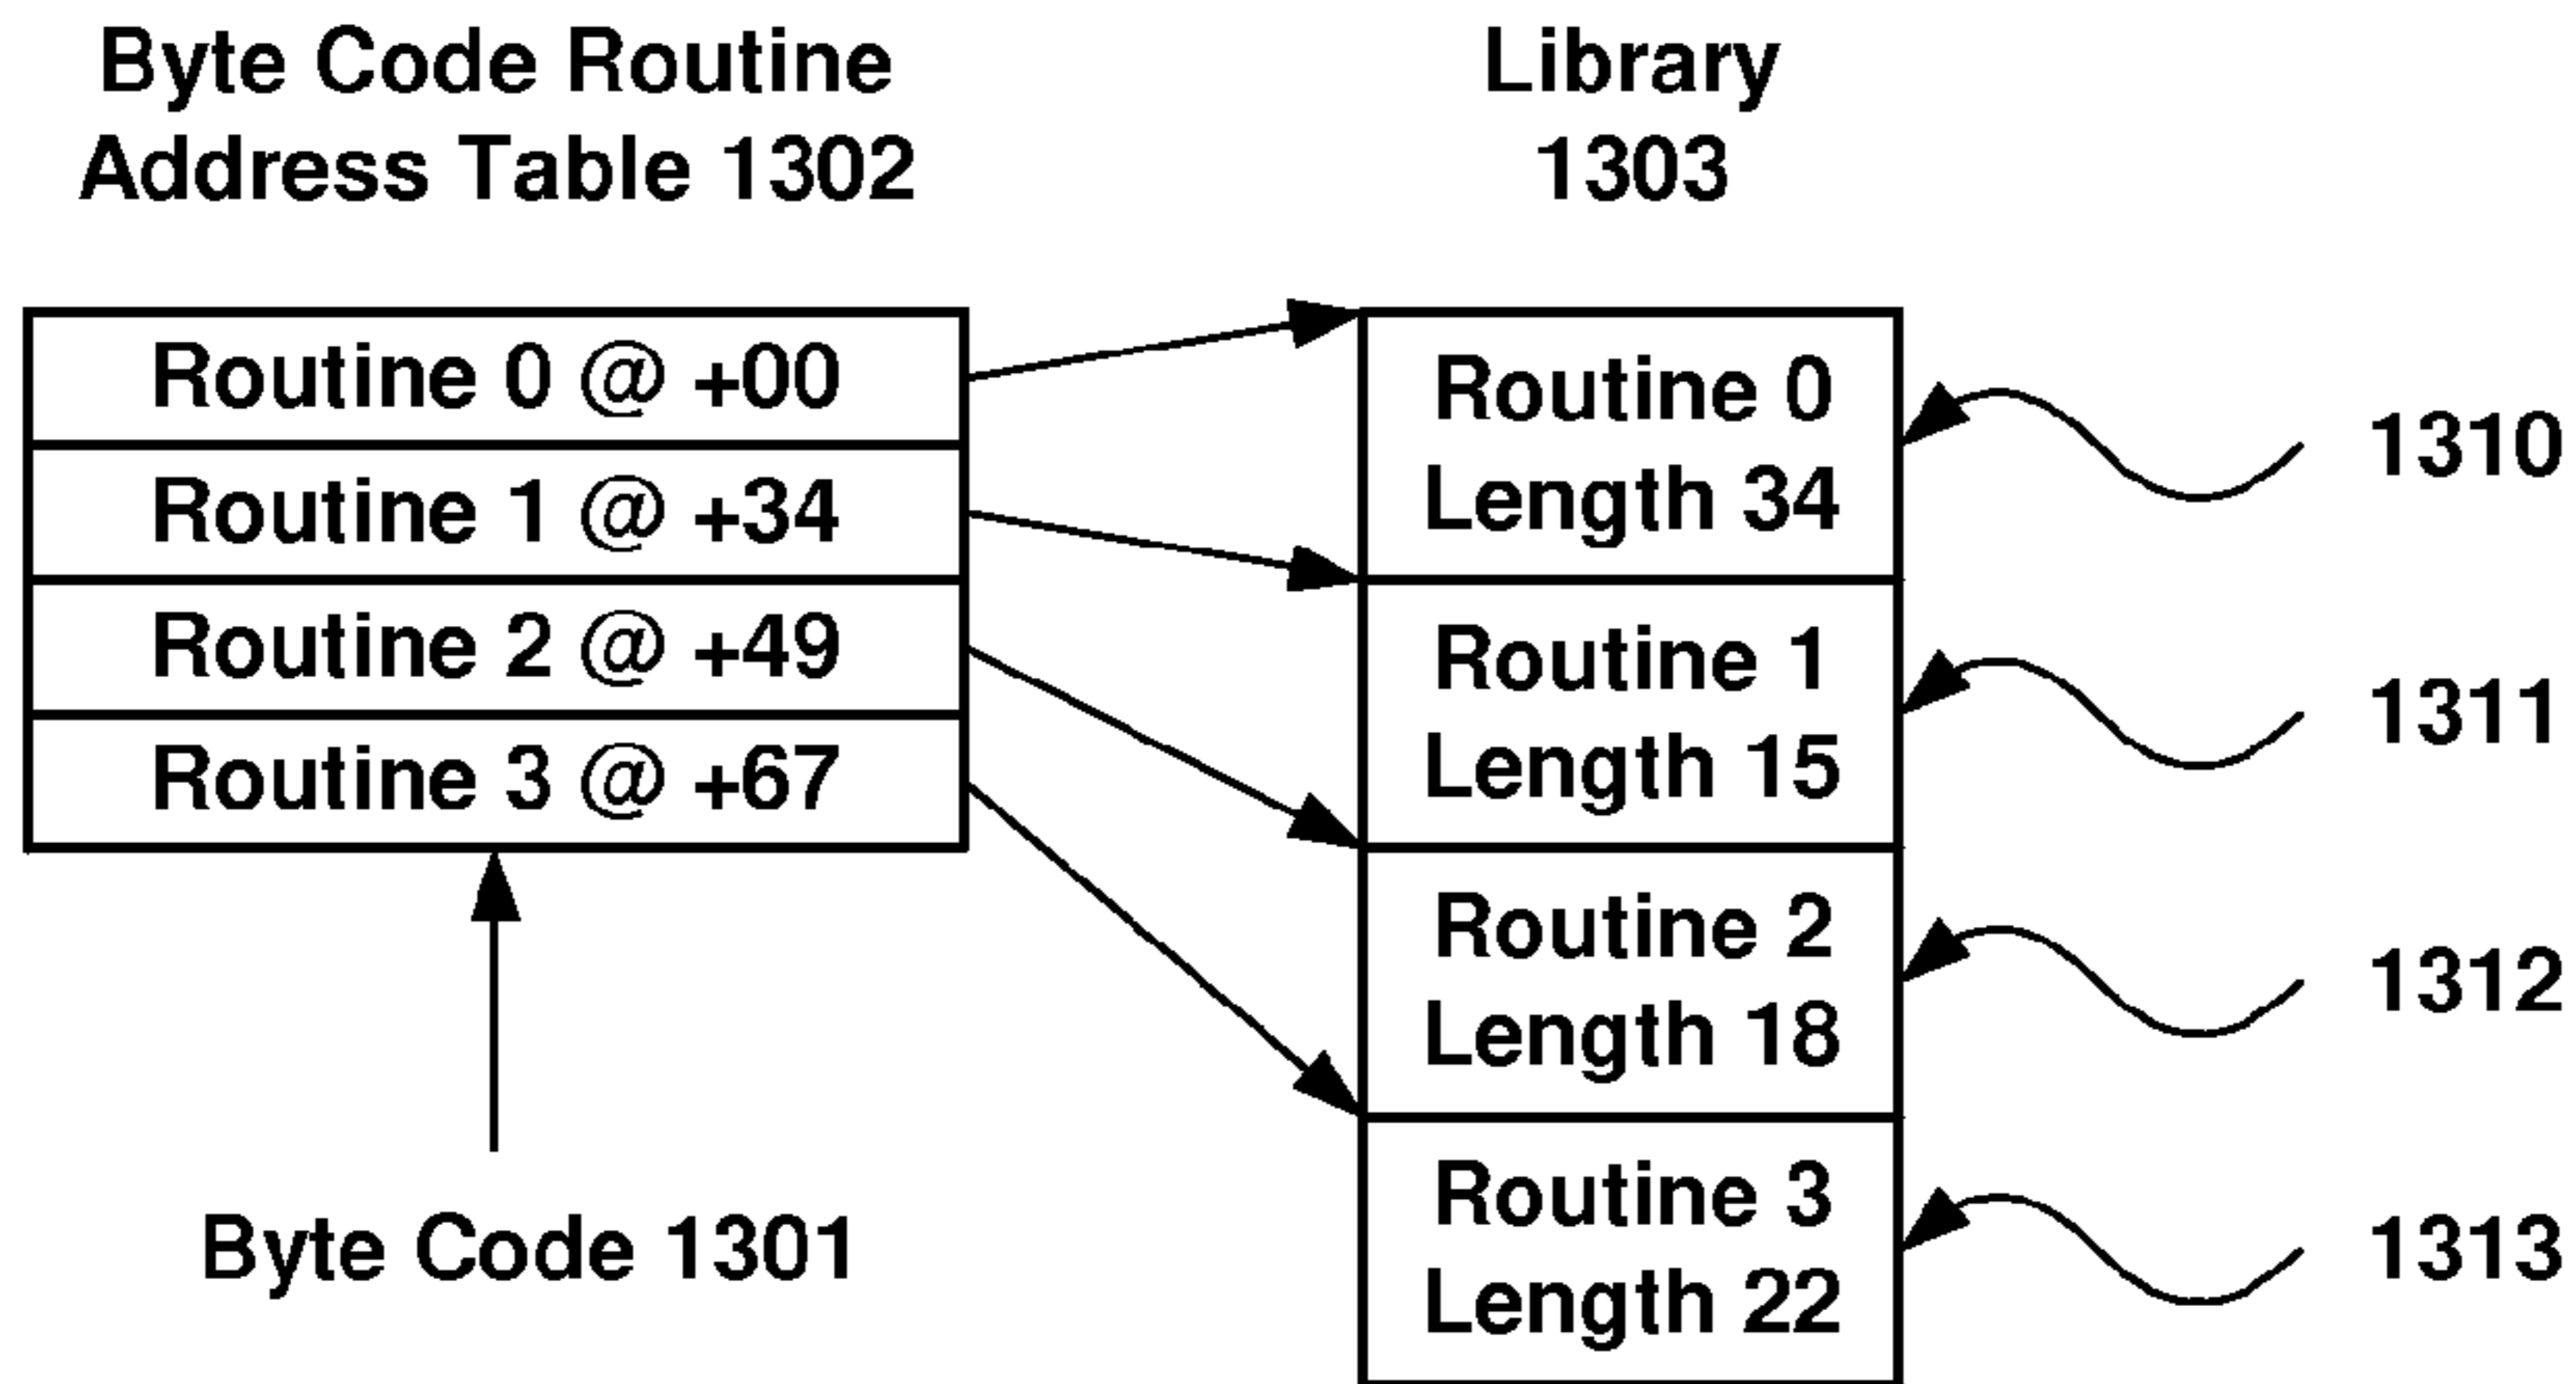 Byte Code Routine
Address Table 1302
Routine 0 @ +00
Routine 1 @ +34
Routine 2 @ +49
Routine 3 @ +67
Byte Code 1301
Library
1303
Routine 0
Length 34
Routine 1
Length 15
Routine 2
Length 18
Routine 3
Length 22
1310
1311
1312
1313